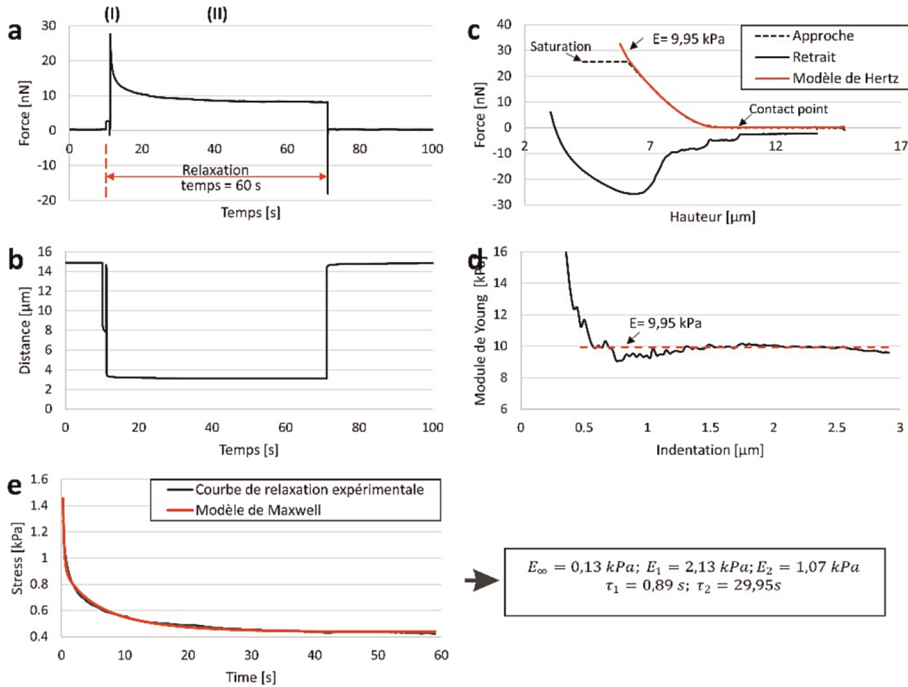 (I) (II)
a
Force [nN]
40
30
20
10
0
-10
-20
0 20 40 60 80 100
Relaxation
temps = 60 s
Temps [s]
c
Force [nN]
40
30
20
10
0
-10
-20
-30
2 7 12 17
Saturation
E= 9,95 kPa
Approche
Retrait
Modèle de Hertz
Contact point
Hauteur [µm]
b
Distance [µm]
16
14
12
10
8
6
4
2
0
0 20 40 60 80 100
Temps [s]
d
Module de Young [kPa]
16
14
12
10
8
6
E= 9,95 kPa
0 0.5 1 1.5 2 2.5 3
Indentation [µm]
e
Stress [kPa]
1.6
1.4
1.2
1
0.8
0.6
0.4
0 10 20 30 40 50 60
Courbe de relaxation expérimentale
Modèle de Maxwell
Time [s]
E∞ = 0,13 kPa; E1 = 2,13 kPa; E2 = 1,07 kPa
τ1 = 0,89 s; τ2 = 29,95s